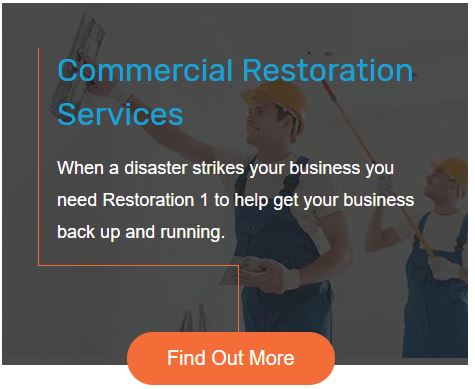 Commercial Restoration
Services
When a disaster strikes your business you
need Restoration 1 to help get your business
back up and running.
Find Out More